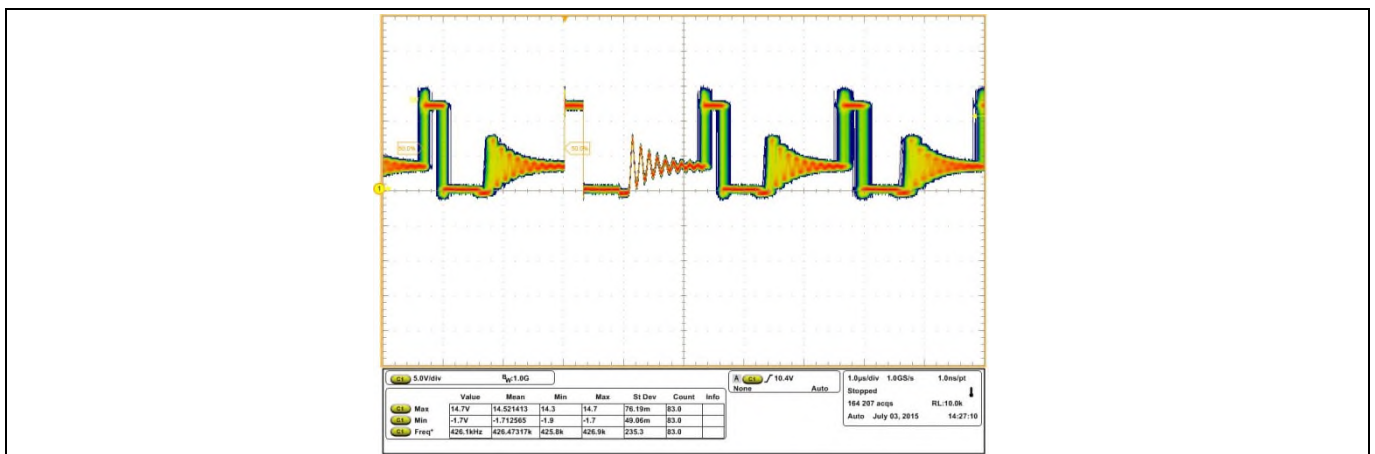 50.0%
50.0%
1
C1 5.0V/div BW:1.0G
A C1 10.4V
None Auto
1.0µs/div 1.0GS/s 1.0ns/pt
Stopped
164 207 acqs RL:10.0k
Auto July 03, 2015 14:27:10
Value Mean Min Max St Dev Count Info
C1 Max 14.7V 14.521413 14.3 14.7 76.19m 83.0
C1 Min -1.7V -1.712565 -1.9 -1.7 49.06m 83.0
C1 Freq* 426.1kHz 426.47317k 425.8k 426.9k 235.3 83.0